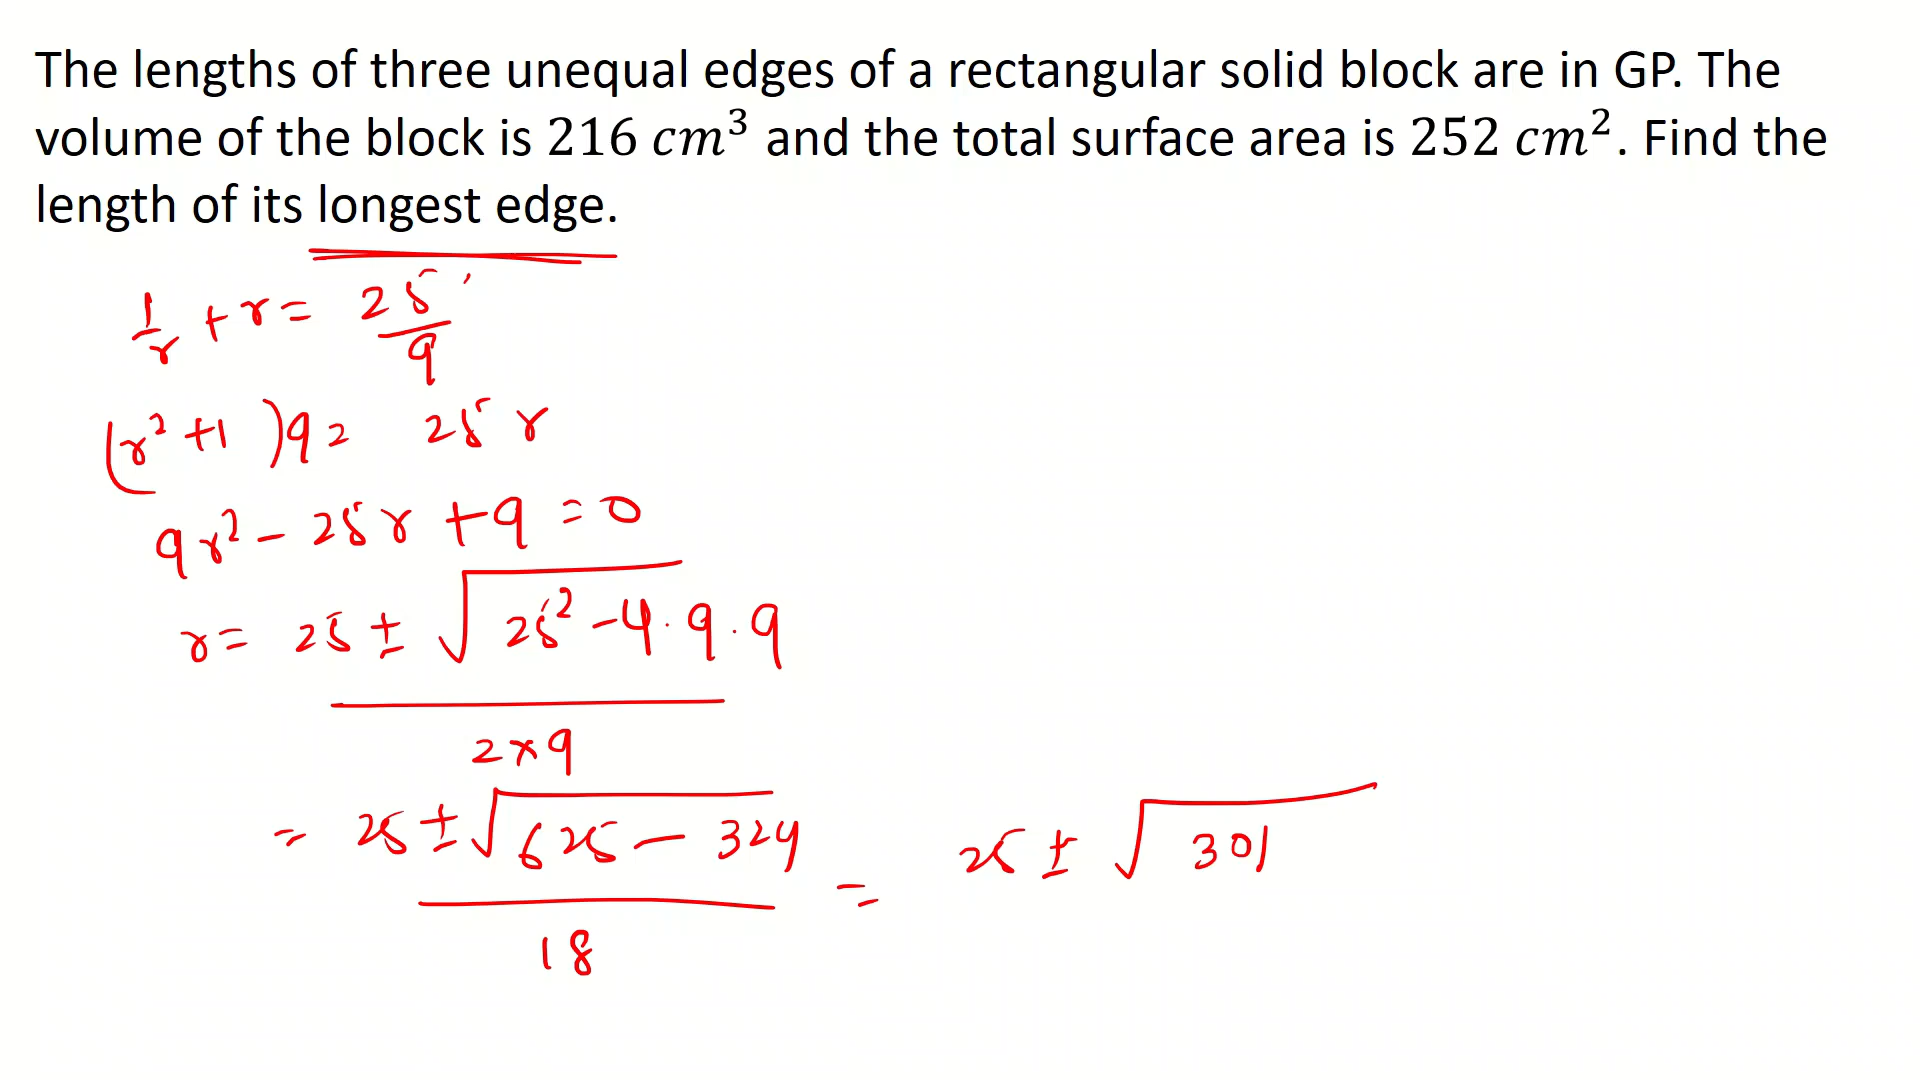 The lengths of three unequal edges of a rectangular solid block are in GP. The
volume of the block is 216 cm³ and the total surface area is 252 cm². Find the
length of its longest edge.
1/r + r = 25/9
(r² + 1)9 = 25 r
9r² - 25r + 9 = 0
r = (25 ± √(25² - 4 . 9 . 9)) / (2 × 9)
= (25 ± √(625 - 324)) / 18 = 25 ± √301